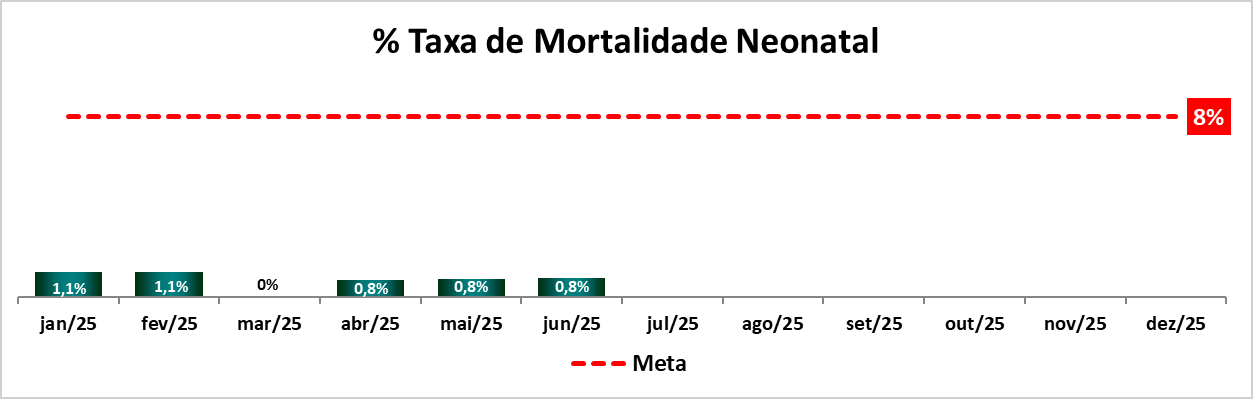 % Taxa de Mortalidade Neonatal
8%
1,1% 1,1% 0% 0,8% 0,8% 0,8%
jan/25 fev/25 mar/25 abr/25 mai/25 jun/25 jul/25 ago/25 set/25 out/25 nov/25 dez/25
Meta